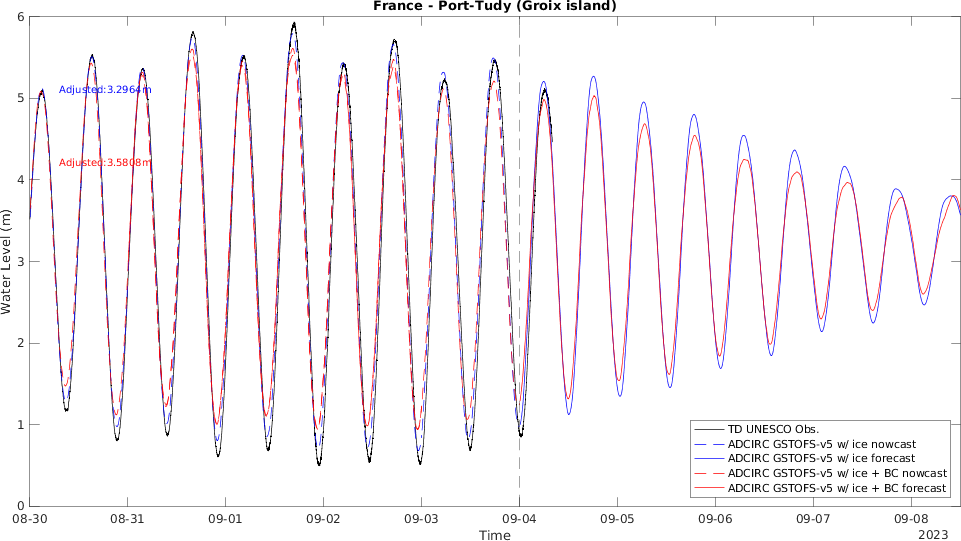 France - Port-Tudy (Groix island)
6
5
4
3
2
1
0
Water Level (m)
Adjusted:3.2964m
Adjusted:3.5808m
TD UNESCO Obs.
ADCIRC GSTOFS-v5 w/ ice nowcast
ADCIRC GSTOFS-v5 w/ ice forecast
ADCIRC GSTOFS-v5 w/ ice + BC nowcast
ADCIRC GSTOFS-v5 w/ ice + BC forecast
08-30 08-31 09-01 09-02 09-03 09-04 09-05 09-06 09-07 09-08
Time
2023